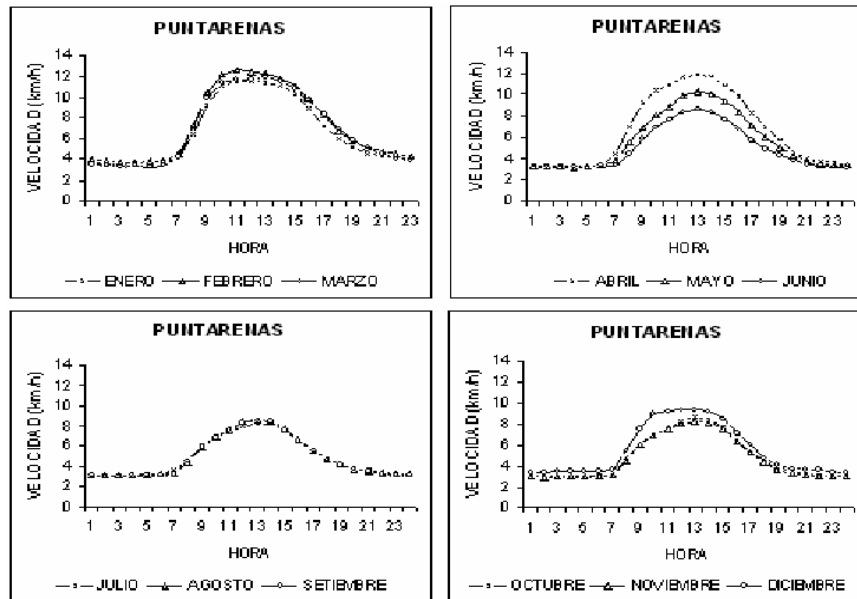 PUNTARENAS
VELOCIDAD (km/h)
14
12
10
8
6
4
2
0
1 3 5 7 9 11 13 15 17 19 21 23
HORA
ENERO FEBRERO MARZO
PUNTARENAS
VELOCIDAD (km/h)
14
12
10
8
6
4
2
0
1 3 5 7 9 11 13 15 17 19 21 23
HORA
ABRIL MAYO JUNIO
PUNTARENAS
VELOCIDAD (km/h)
14
12
10
8
6
4
2
0
1 3 5 7 9 11 13 15 17 19 21 23
HORA
JULIO AGOSTO SETIEMBRE
PUNTARENAS
VELOCIDAD (km/h)
14
12
10
8
6
4
2
0
1 3 5 7 9 11 13 15 17 19 21 23
HORA
OCTUBRE NOVIEMBRE DICIEMBRE